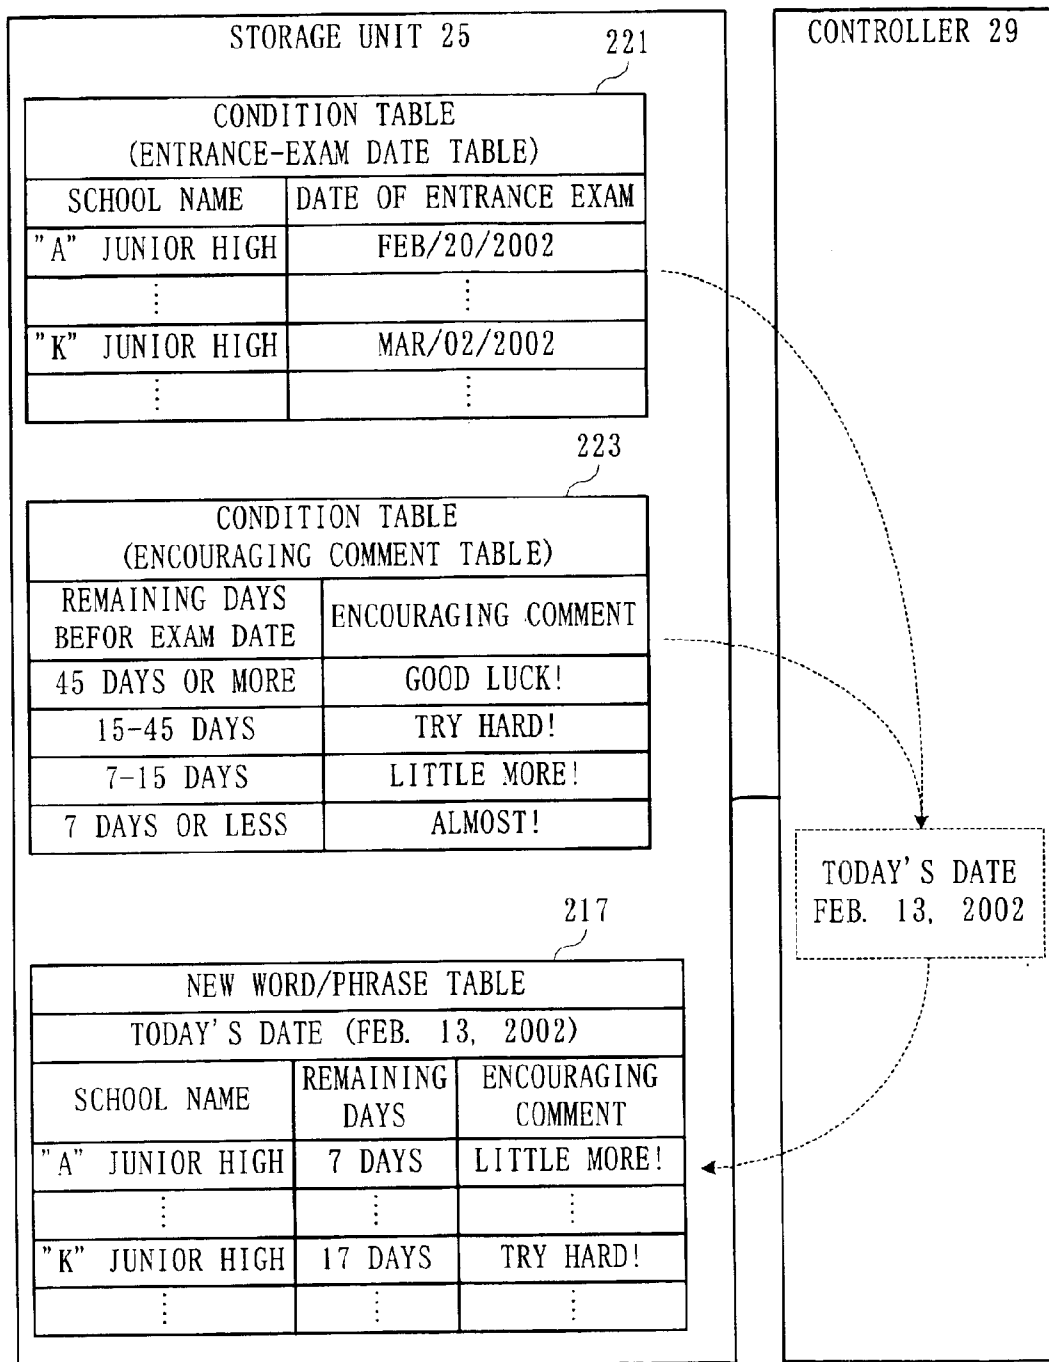 STORAGE UNIT 25
CONTROLLER 29
221
CONDITION TABLE
(ENTRANCE-EXAM DATE TABLE)
SCHOOL NAME DATE OF ENTRANCE EXAM
"A" JUNIOR HIGH FEB/20/2002
"K" JUNIOR HIGH MAR/02/2002
223
CONDITION TABLE
(ENCOURAGING COMMENT TABLE)
REMAINING DAYS
BEFOR EXAM DATE
ENCOURAGING COMMENT
45 DAYS OR MORE GOOD LUCK!
15-45 DAYS TRY HARD!
7-15 DAYS LITTLE MORE!
7 DAYS OR LESS ALMOST!
TODAY'S DATE
FEB. 13, 2002
217
NEW WORD/PHRASE TABLE
TODAY'S DATE (FEB. 13, 2002)
SCHOOL NAME
REMAINING
DAYS
ENCOURAGING
COMMENT
"A" JUNIOR HIGH 7 DAYS LITTLE MORE!
"K" JUNIOR HIGH 17 DAYS TRY HARD!